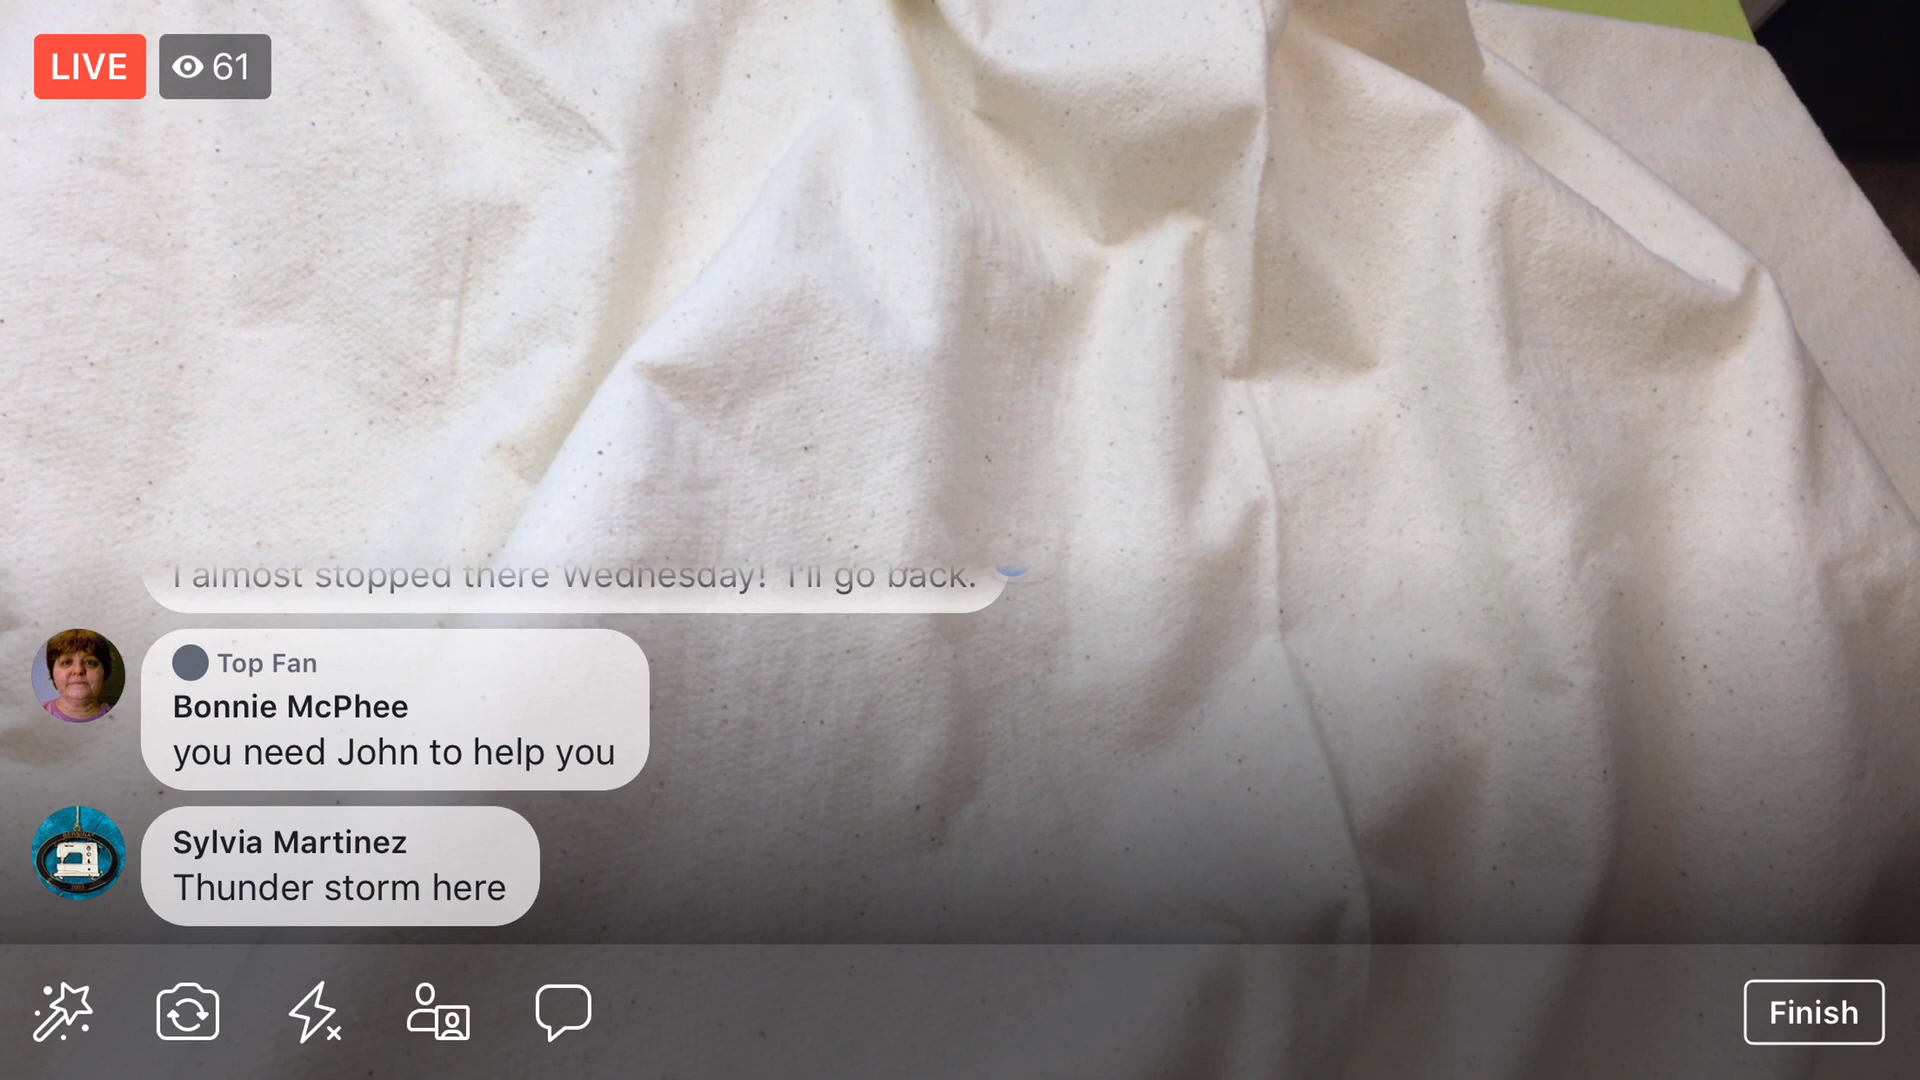 LIVE 61
I almost stopped there Wednesday! I'll go back.
Top Fan
Bonnie McPhee
you need John to help you
Sylvia Martinez
Thunder storm here
Finish